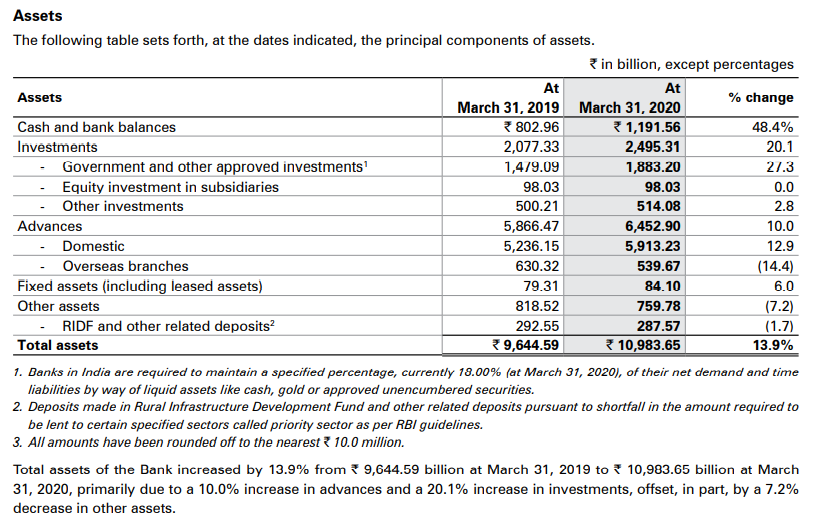 Assets
The following table sets forth, at the dates indicated, the principal components of assets.
₹ in billion, except percentages
Assets At March 31, 2019 At March 31, 2020 % change
Cash and bank balances ₹ 802.96 ₹ 1,191.56 48.4%
Investments 2,077.33 2,495.31 20.1
- Government and other approved investments¹ 1,479.09 1,883.20 27.3
- Equity investment in subsidiaries 98.03 98.03 0.0
- Other investments 500.21 514.08 2.8
Advances 5,866.47 6,452.90 10.0
- Domestic 5,236.15 5,913.23 12.9
- Overseas branches 630.32 539.67 (14.4)
Fixed assets (including leased assets) 79.31 84.10 6.0
Other assets 818.52 759.78 (7.2)
- RIDF and other related deposits² 292.55 287.57 (1.7)
Total assets ₹ 9,644.59 ₹ 10,983.65 13.9%
1. Banks in India are required to maintain a specified percentage, currently 18.00% (at March 31, 2020), of their net demand and time
liabilities by way of liquid assets like cash, gold or approved unencumbered securities.
2. Deposits made in Rural Infrastructure Development Fund and other related deposits pursuant to shortfall in the amount required to
be lent to certain specified sectors called priority sector as per RBI guidelines.
3. All amounts have been rounded off to the nearest ₹ 10.0 million.
Total assets of the Bank increased by 13.9% from ₹ 9,644.59 billion at March 31, 2019 to ₹ 10,983.65 billion at March
31, 2020, primarily due to a 10.0% increase in advances and a 20.1% increase in investments, offset, in part, by a 7.2%
decrease in other assets.